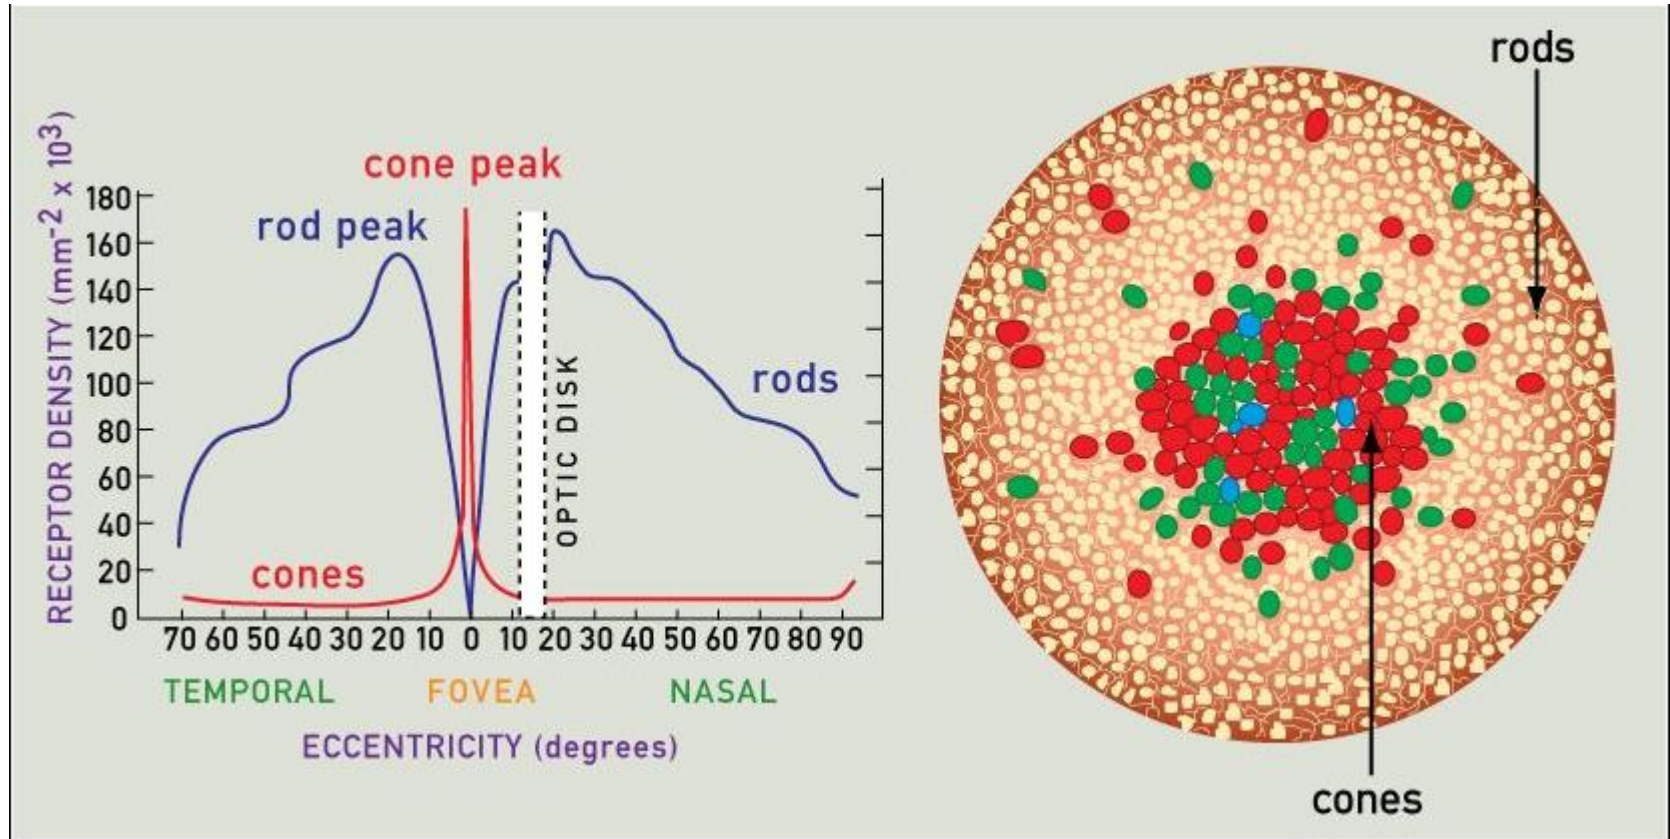 RECEPTOR DENSITY (mm-2 x 103)
180
160
140
120
100
80
60
40
20
0
cone peak
rod peak
rods
cones
OPTIC DISK
70 60 50 40 30 20 10 0 10 20 30 40 50 60 70 80 90
TEMPORAL FOVEA NASAL
ECCENTRICITY (degrees)
rods
cones